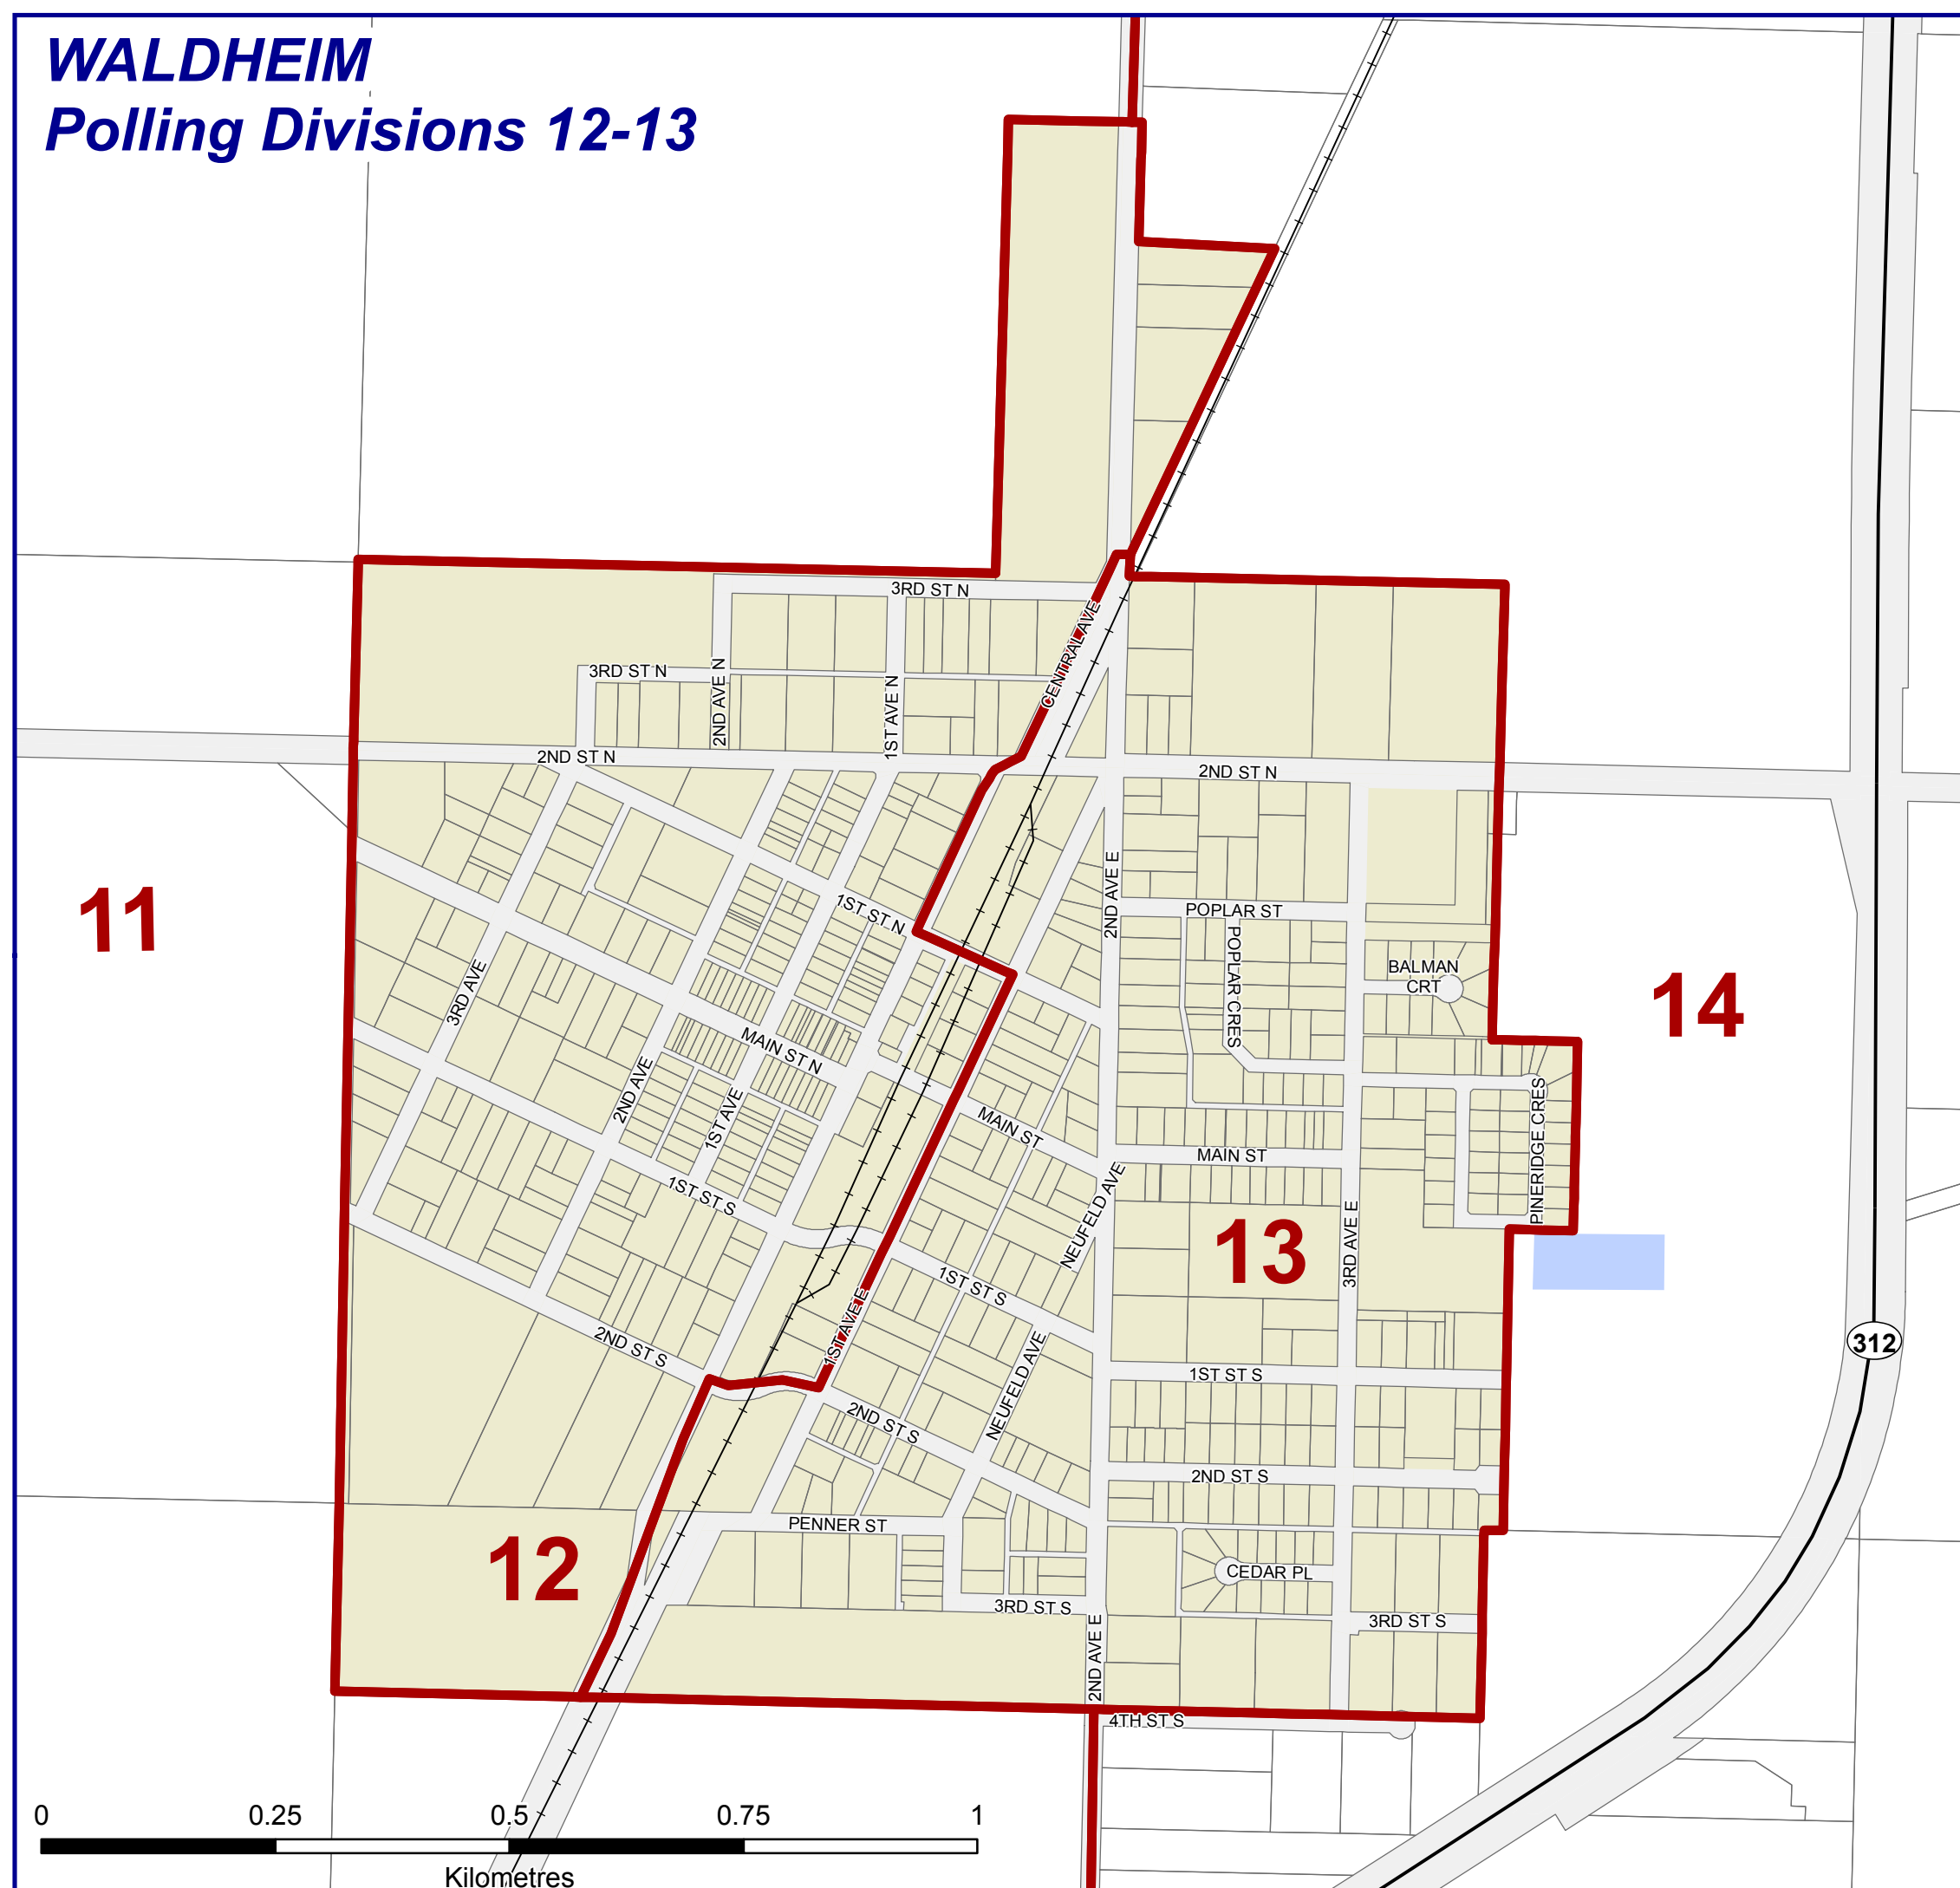 WALDHEIM
Polling Divisions 12-13
3RD ST N
CENTRAL AVE
3RD ST N
2ND AVE N
1ST AVE N
2ND ST N
2ND ST N
11
1ST ST N
2ND AVE E
POPLAR ST
POPLAR CRES
BALMAN
CRT
14
3RD AVE
MAIN ST N
2ND AVE
1ST AVE
MAIN ST
MAIN ST
PINERIDGE CRES
1ST ST S
NEUFELD AVE
13
3RD AVE E
1ST ST S
1ST AVE E
2ND ST S
312
NEUFELD AVE
1ST ST S
2ND ST S
2ND ST S
PENNER ST
12
CEDAR PL
3RD ST S
3RD ST S
2ND AVE E
4TH ST S
0 0.25 0.5 0.75 1
Kilometres